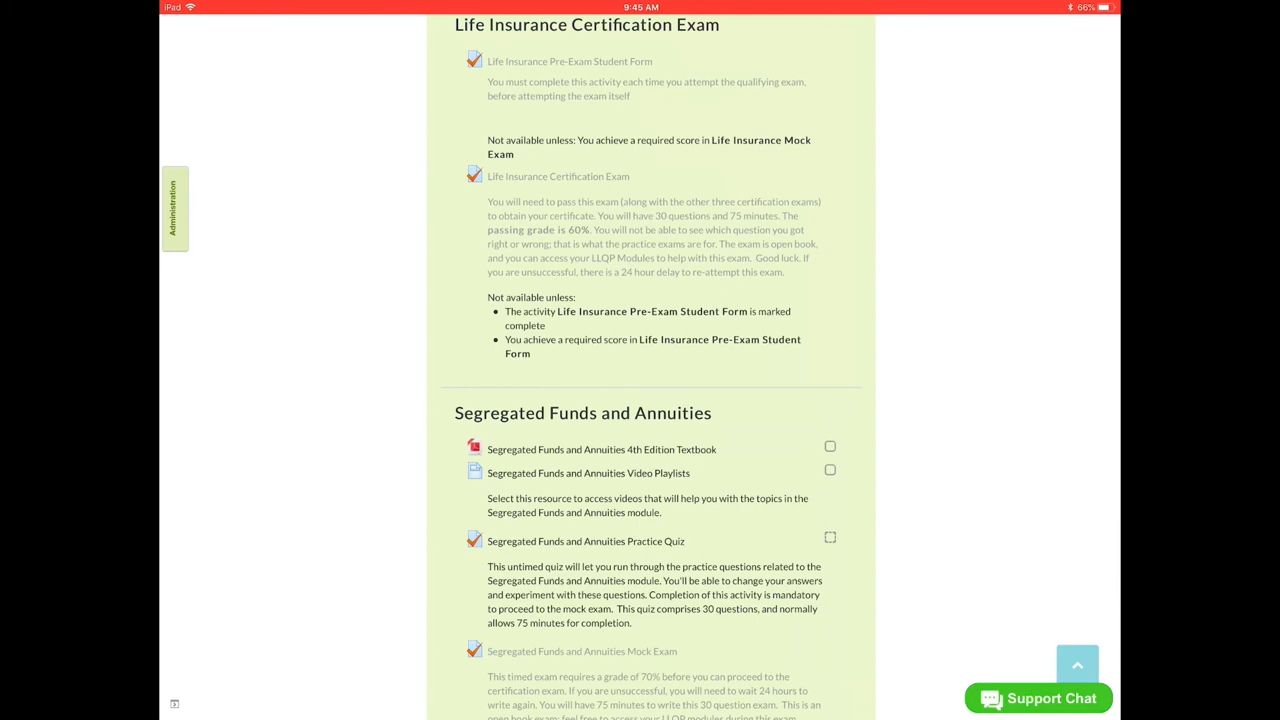 iPad
9:45 AM
66%
Life Insurance Certification Exam
Life Insurance Pre-Exam Student Form
You must complete this activity each time you attempt the qualifying exam,
before attempting the exam itself
Not available unless: You achieve a required score in Life Insurance Mock
Exam
Life Insurance Certification Exam
You will need to pass this exam (along with the other three certification exams)
to obtain your certificate. You will have 30 questions and 75 minutes. The
passing grade is 60%. You will not be able to see which question you got
right or wrong; that is what the practice exams are for. The exam is open book,
and you can access your LLQP Modules to help with this exam. Good luck. If
you are unsuccessful, there is a 24 hour delay to re-attempt this exam.
Not available unless:
• The activity Life Insurance Pre-Exam Student Form is marked
complete
• You achieve a required score in Life Insurance Pre-Exam Student
Form
Administration
Segregated Funds and Annuities
Segregated Funds and Annuities 4th Edition Textbook
Segregated Funds and Annuities Video Playlists
Select this resource to access videos that will help you with the topics in the
Segregated Funds and Annuities module.
Segregated Funds and Annuities Practice Quiz
This untimed quiz will let you run through the practice questions related to the
Segregated Funds and Annuities module. You'll be able to change your answers
and experiment with these questions. Completion of this activity is mandatory
to proceed to the mock exam. This quiz comprises 30 questions, and normally
allows 75 minutes for completion.
Segregated Funds and Annuities Mock Exam
This timed exam requires a grade of 70% before you can proceed to the
certification exam. If you are unsuccessful, you will need to wait 24 hours to
write again. You will have 75 minutes to write this 30 question exam. This is an
open book exam; feel free to access your LLQP modules during this exam.
Support Chat